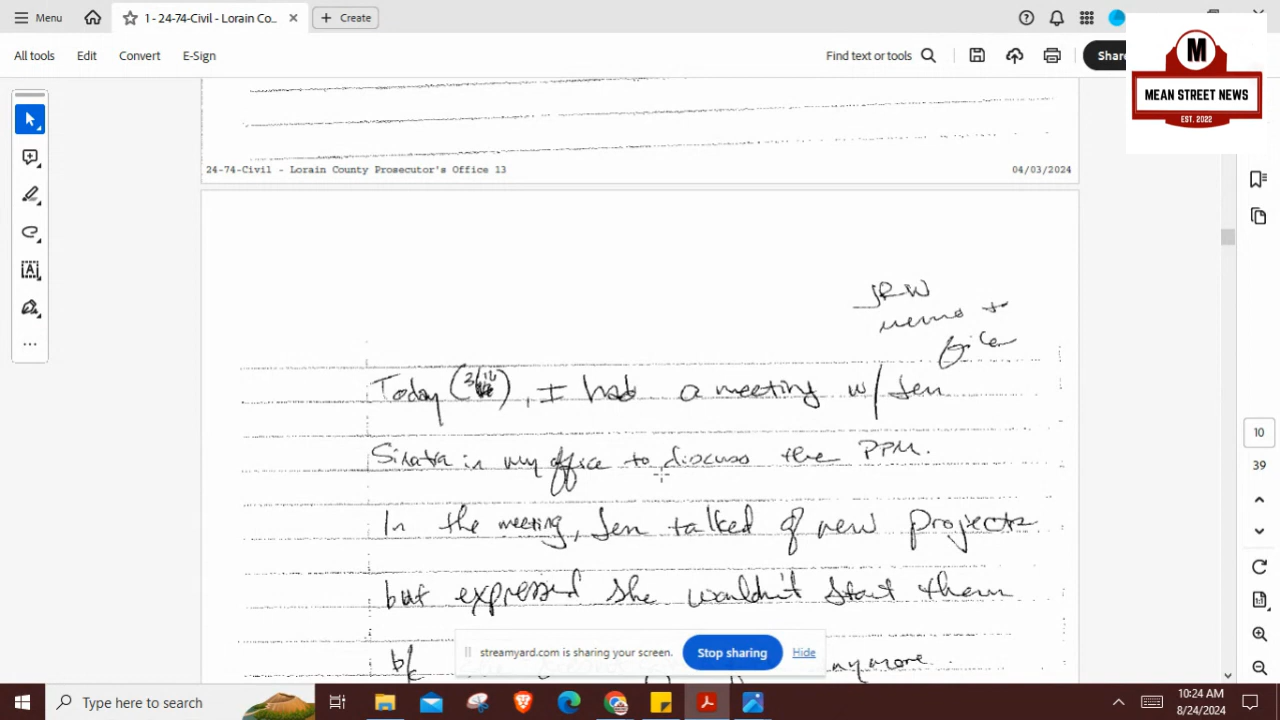 Menu
1 - 24-74-Civil - Lorain Co...
Create
All tools
Edit
Convert
E-Sign
Find text or tools
Share
M
MEAN STREET NEWS
EST. 2022
24-74-Civil - Lorain County Prosecutor's Office 13
04/03/2024
JRW
memo to
file
Today (3/16), I had a meeting w/ Jen
Sinatra in my office to discuss the PPM.
In the meeting, Jen talked of new projects
but expressed she wouldn't start them
b/c
anymore.
10
39
streamyard.com is sharing your screen.
Stop sharing
Hide
Type here to search
10:24 AM
8/24/2024